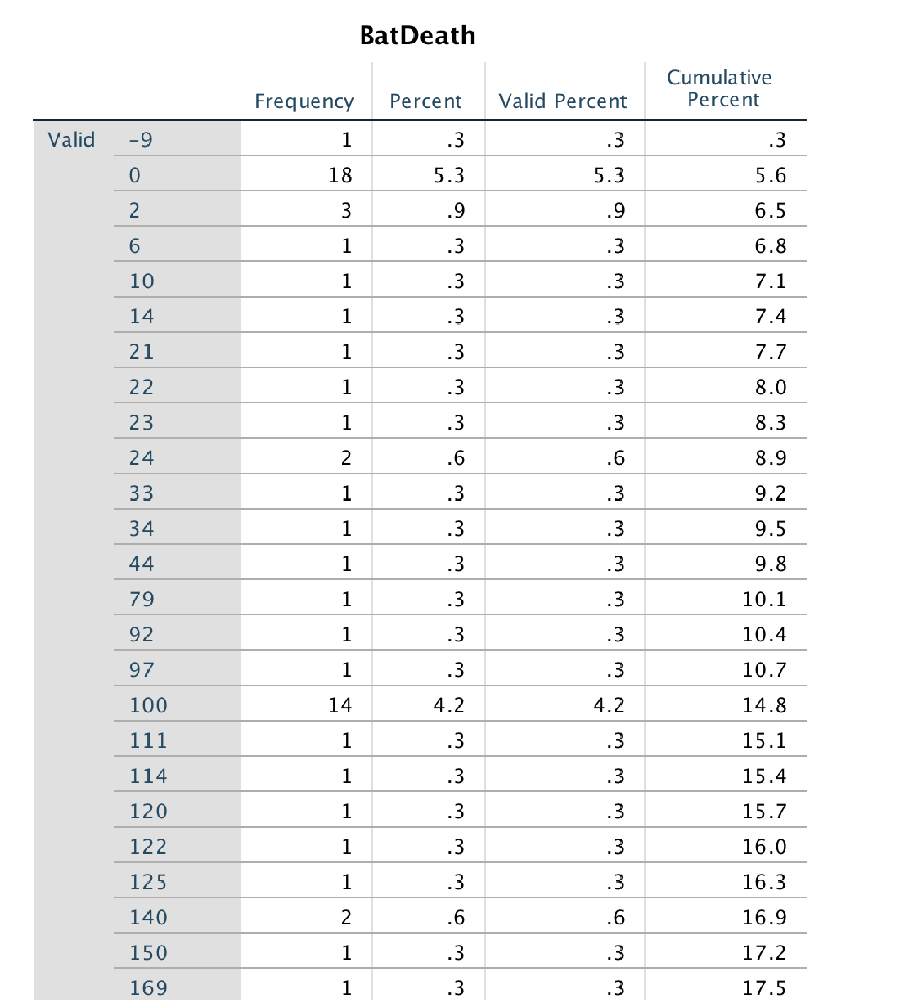 BatDeath
Frequency Percent Valid Percent Cumulative Percent
Valid –9 1 .3 .3 .3
0 18 5.3 5.3 5.6
2 3 .9 .9 6.5
6 1 .3 .3 6.8
10 1 .3 .3 7.1
14 1 .3 .3 7.4
21 1 .3 .3 7.7
22 1 .3 .3 8.0
23 1 .3 .3 8.3
24 2 .6 .6 8.9
33 1 .3 .3 9.2
34 1 .3 .3 9.5
44 1 .3 .3 9.8
79 1 .3 .3 10.1
92 1 .3 .3 10.4
97 1 .3 .3 10.7
100 14 4.2 4.2 14.8
111 1 .3 .3 15.1
114 1 .3 .3 15.4
120 1 .3 .3 15.7
122 1 .3 .3 16.0
125 1 .3 .3 16.3
140 2 .6 .6 16.9
150 1 .3 .3 17.2
169 1 .3 .3 17.5